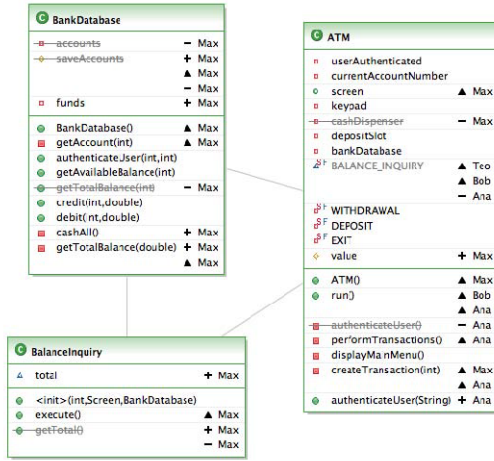 C BankDatabase
accounts − Max
saveAccounts + Max
▲ Max
− Max
funds + Max
BankDatabase() ▲ Max
getAccount(int) ▲ Max
authenticateUser(int,int)
getAvailableBalance(int)
getTotalBalance(int) − Max
credit(int,double)
debit(int,double)
cashAll() + Max
getTotalBalance(double) + Max
▲ Max
C ATM
userAuthenticated
currentAccountNumber
screen ▲ Max
keypad
cashDispenser − Max
depositSlot
bankDatabase
S F BALANCE_INQUIRY ▲ Teo
▲ Bob
− Ana
S F WITHDRAWAL
S F DEPOSIT
S F EXIT
value + Max
ATM() ▲ Max
run() ▲ Bob
▲ Ana
authenticateUser() − Ana
performTransactions() ▲ Ana
displayMainMenu()
createTransaction(int) ▲ Max
▲ Ana
authenticateUser(String) + Ana
C BalanceInquiry
total + Max
<init>(int,Screen,BankDatabase)
execute() ▲ Max
getTotal() + Max
− Max